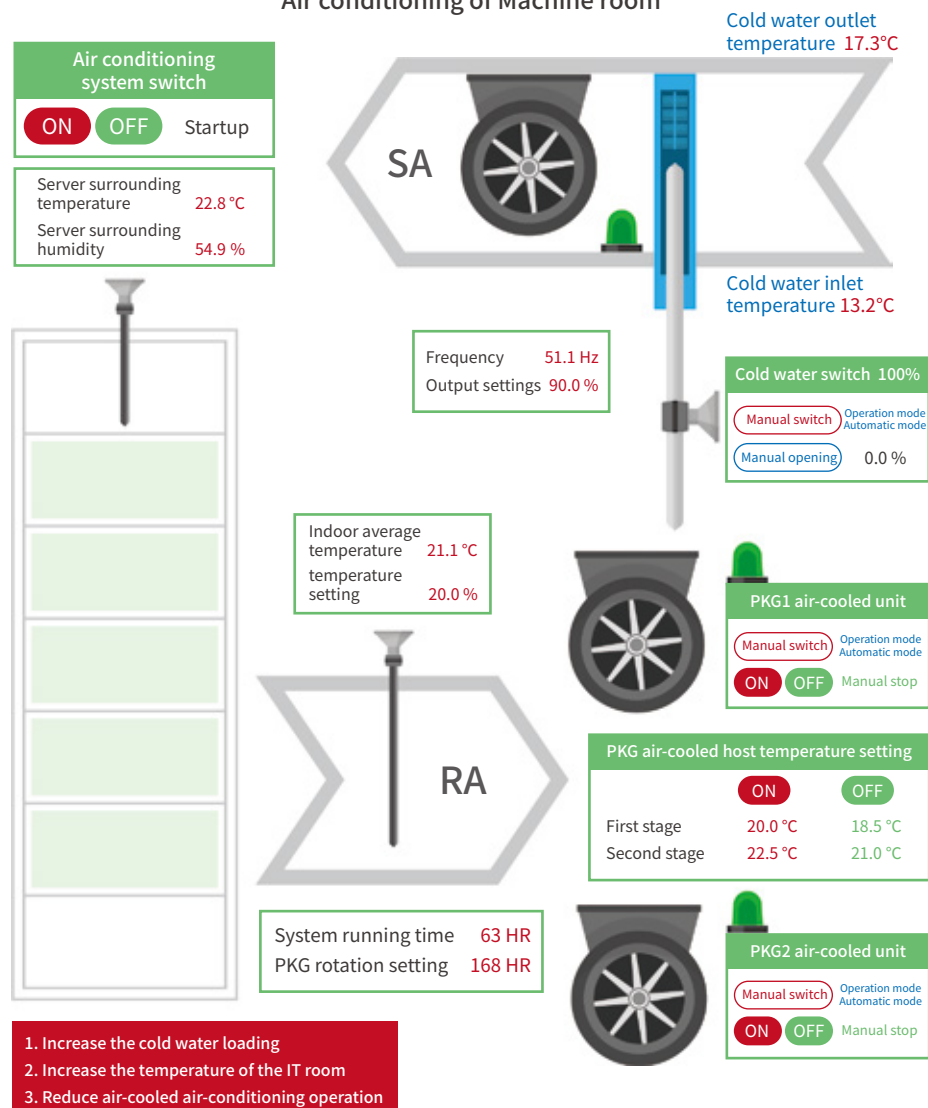 Air conditioning of Machine room
Cold water outlet
temperature 17.3°C
Air conditioning
system switch
ON OFF Startup
SA
Server surrounding
temperature 22.8 °C
Server surrounding
humidity 54.9 %
Cold water inlet
temperature 13.2°C
Frequency 51.1 Hz
Output settings 90.0 %
Cold water switch 100%
Manual switch Operation mode
Automatic mode
Manual opening 0.0 %
Indoor average
temperature 21.1 °C
temperature
setting 20.0 %
PKG1 air-cooled unit
Manual switch Operation mode
Automatic mode
ON OFF Manual stop
RA
PKG air-cooled host temperature setting
ON OFF
First stage 20.0 °C 18.5 °C
Second stage 22.5 °C 21.0 °C
System running time 63 HR
PKG rotation setting 168 HR
PKG2 air-cooled unit
Manual switch Operation mode
Automatic mode
ON OFF Manual stop
1. Increase the cold water loading
2. Increase the temperature of the IT room
3. Reduce air-cooled air-conditioning operation